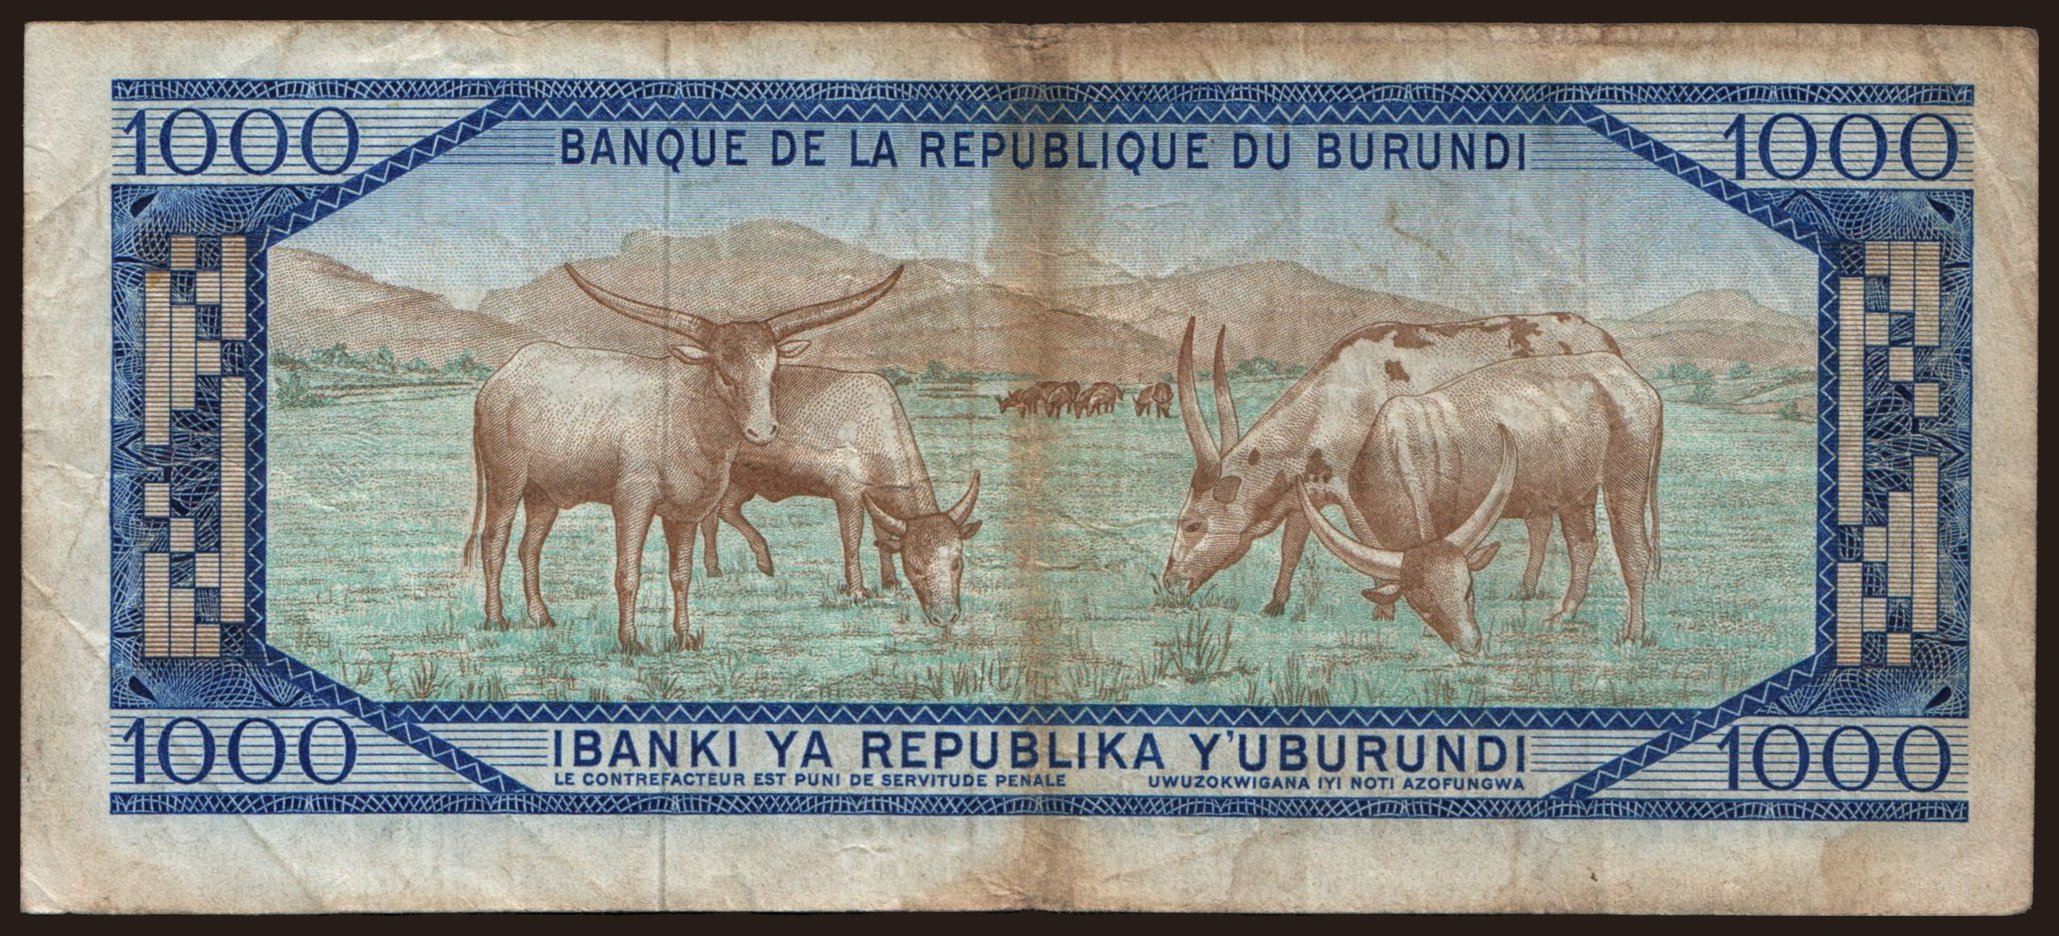 1000 1000
BANQUE DE LA REPUBLIQUE DU BURUNDI
IBANKI YA REPUBLIKA Y'UBURUNDI
LE CONTREFACTEUR EST PUNI DE SERVITUDE PENALE UWUZOKWIGANA IYI NOTI AZOFUNGWA
1000 1000